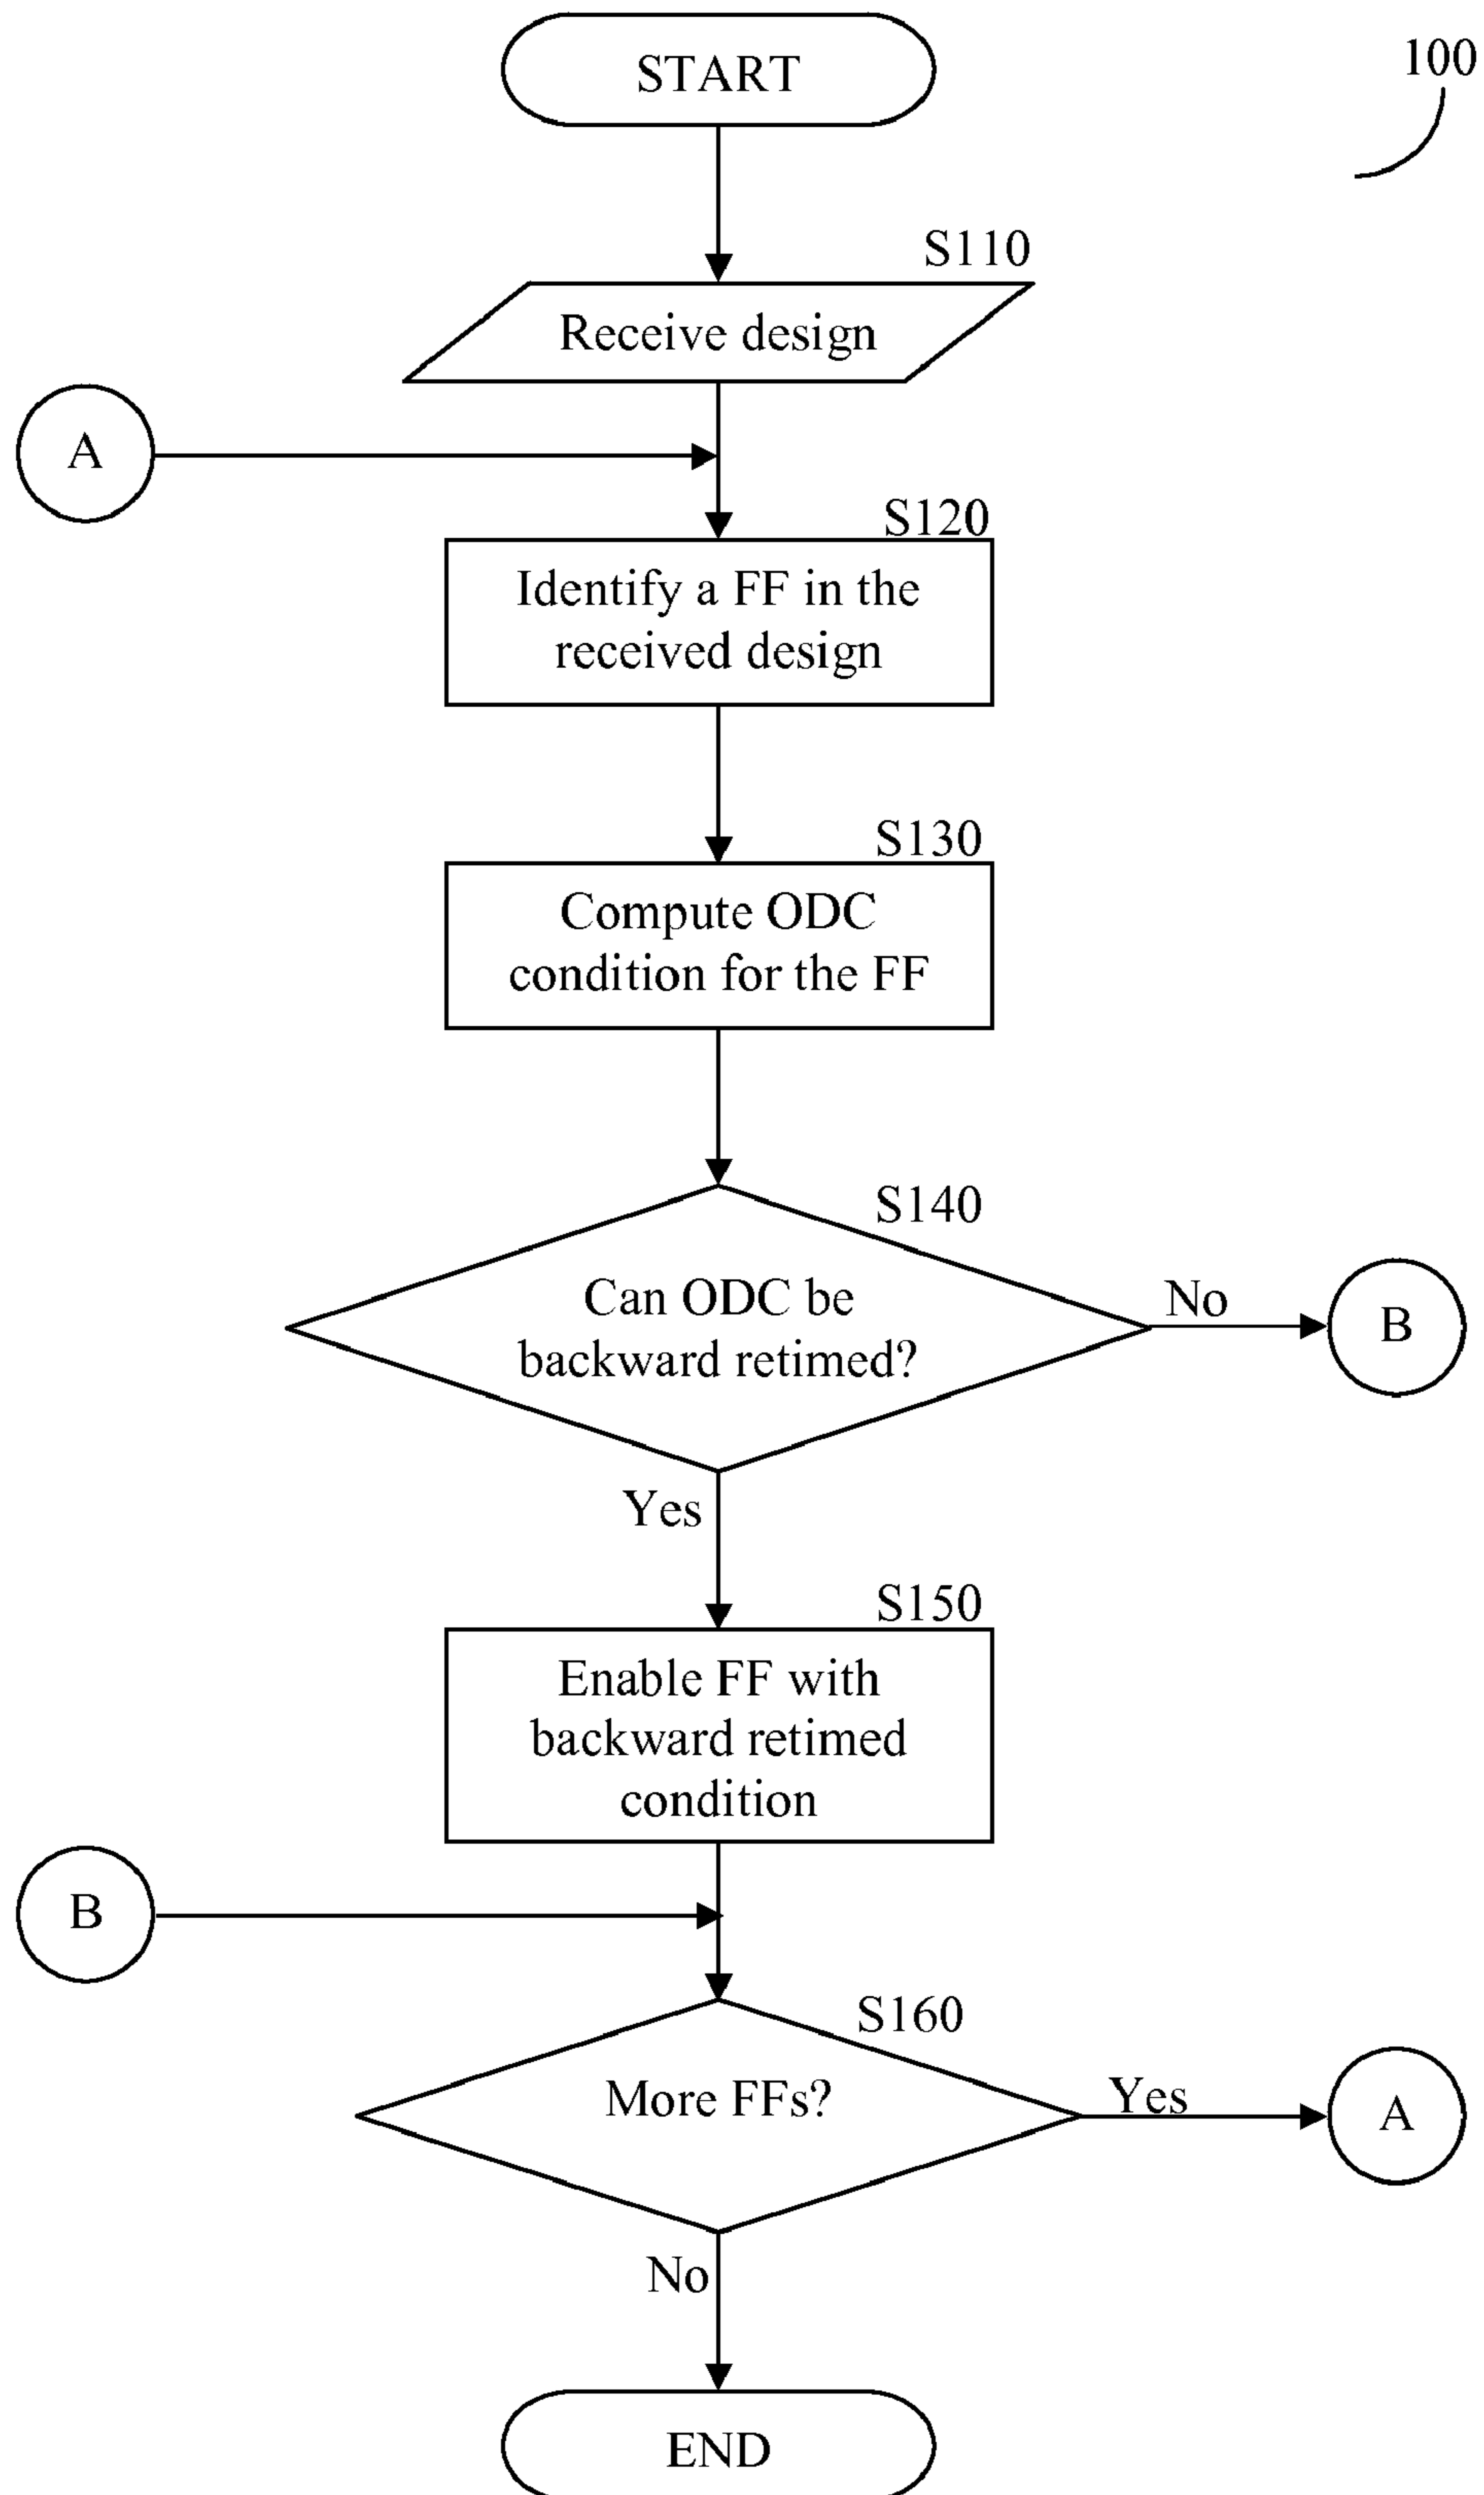 START
100
S110
Receive design
A
S120
Identify a FF in the
received design
S130
Compute ODC
condition for the FF
S140
Can ODC be
backward retimed?
No
B
Yes
S150
Enable FF with
backward retimed
condition
B
S160
More FFs?
Yes
A
No
END